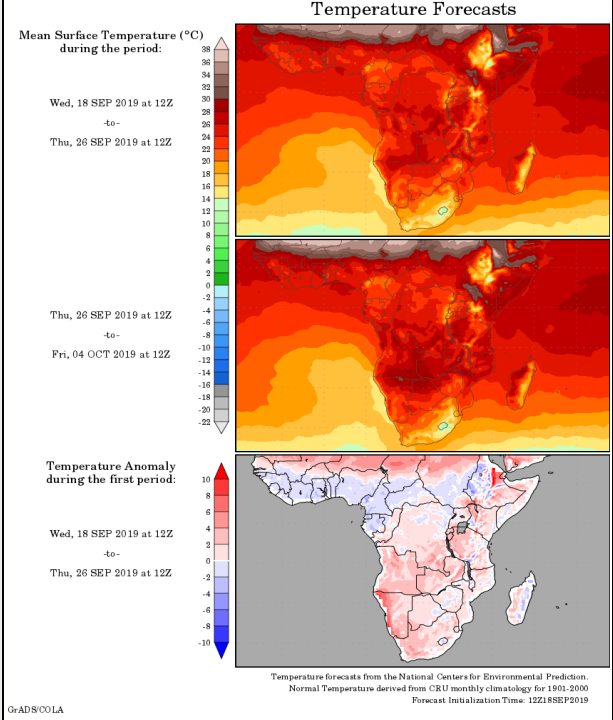 Temperature Forecasts
Mean Surface Temperature (°C)
during the period:
38
36
34
32
30
28
26
24
22
20
18
16
14
12
10
8
6
4
2
0
-2
-4
-6
-8
-10
-12
-14
-16
-18
-20
-22
Wed, 18 SEP 2019 at 12Z
-to-
Thu, 26 SEP 2019 at 12Z
Thu, 26 SEP 2019 at 12Z
-to-
Fri, 04 OCT 2019 at 12Z
Temperature Anomaly
during the first period:
10
8
6
4
2
0
-2
-4
-6
-8
-10
Wed, 18 SEP 2019 at 12Z
-to-
Thu, 26 SEP 2019 at 12Z
Temperature forecasts from the National Centers for Environmental Prediction.
Normal Temperature derived from CRU monthly climatology for 1901-2000
Forecast Initialization Time: 12Z18SEP2019
GrADS/COLA